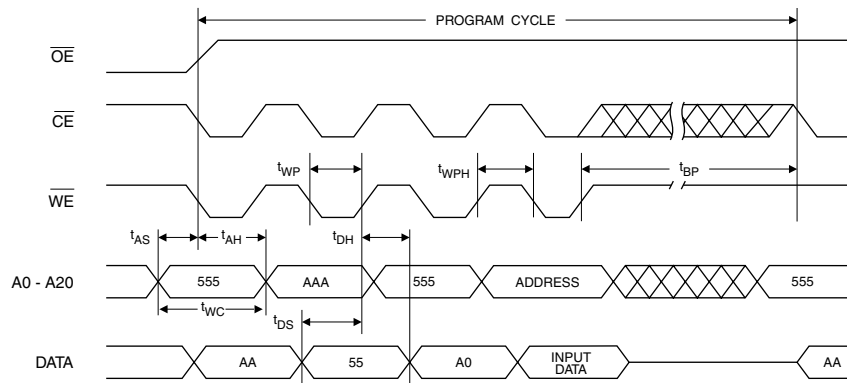 PROGRAM CYCLE
OE
CE
tWP tWPH tBP
WE
tAS tAH tDH
A0 - A20 555 AAA 555 ADDRESS 555
tWC
tDS
DATA AA 55 A0 INPUT DATA AA